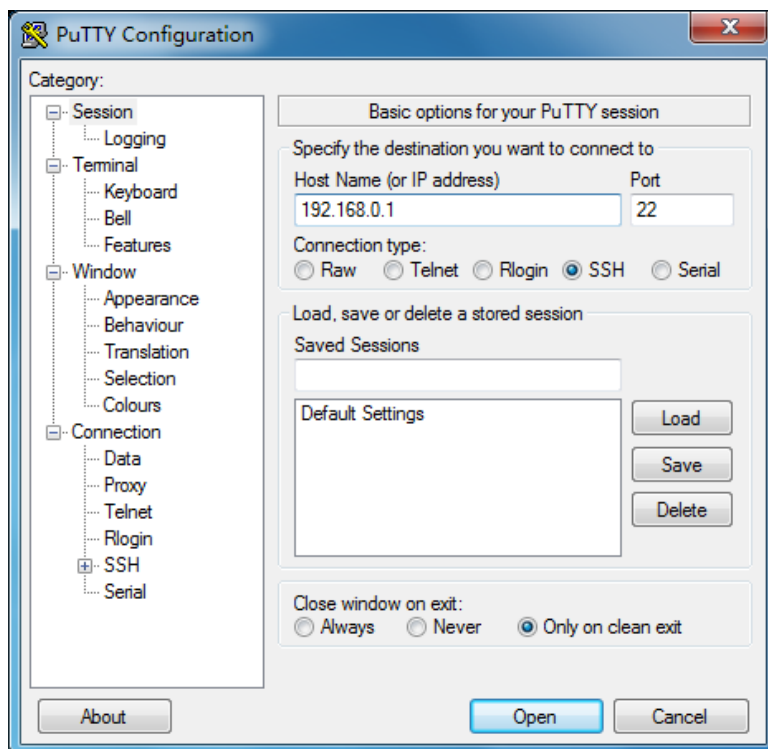 PuTTY Configuration
Category:
Session
Logging
Terminal
Keyboard
Bell
Features
Window
Appearance
Behaviour
Translation
Selection
Colours
Connection
Data
Proxy
Telnet
Rlogin
SSH
Serial
Basic options for your PuTTY session
Specify the destination you want to connect to
Host Name (or IP address) Port
192.168.0.1 22
Connection type:
Raw Telnet Rlogin SSH Serial
Load, save or delete a stored session
Saved Sessions
Default Settings
Load
Save
Delete
Close window on exit:
Always Never Only on clean exit
About Open Cancel